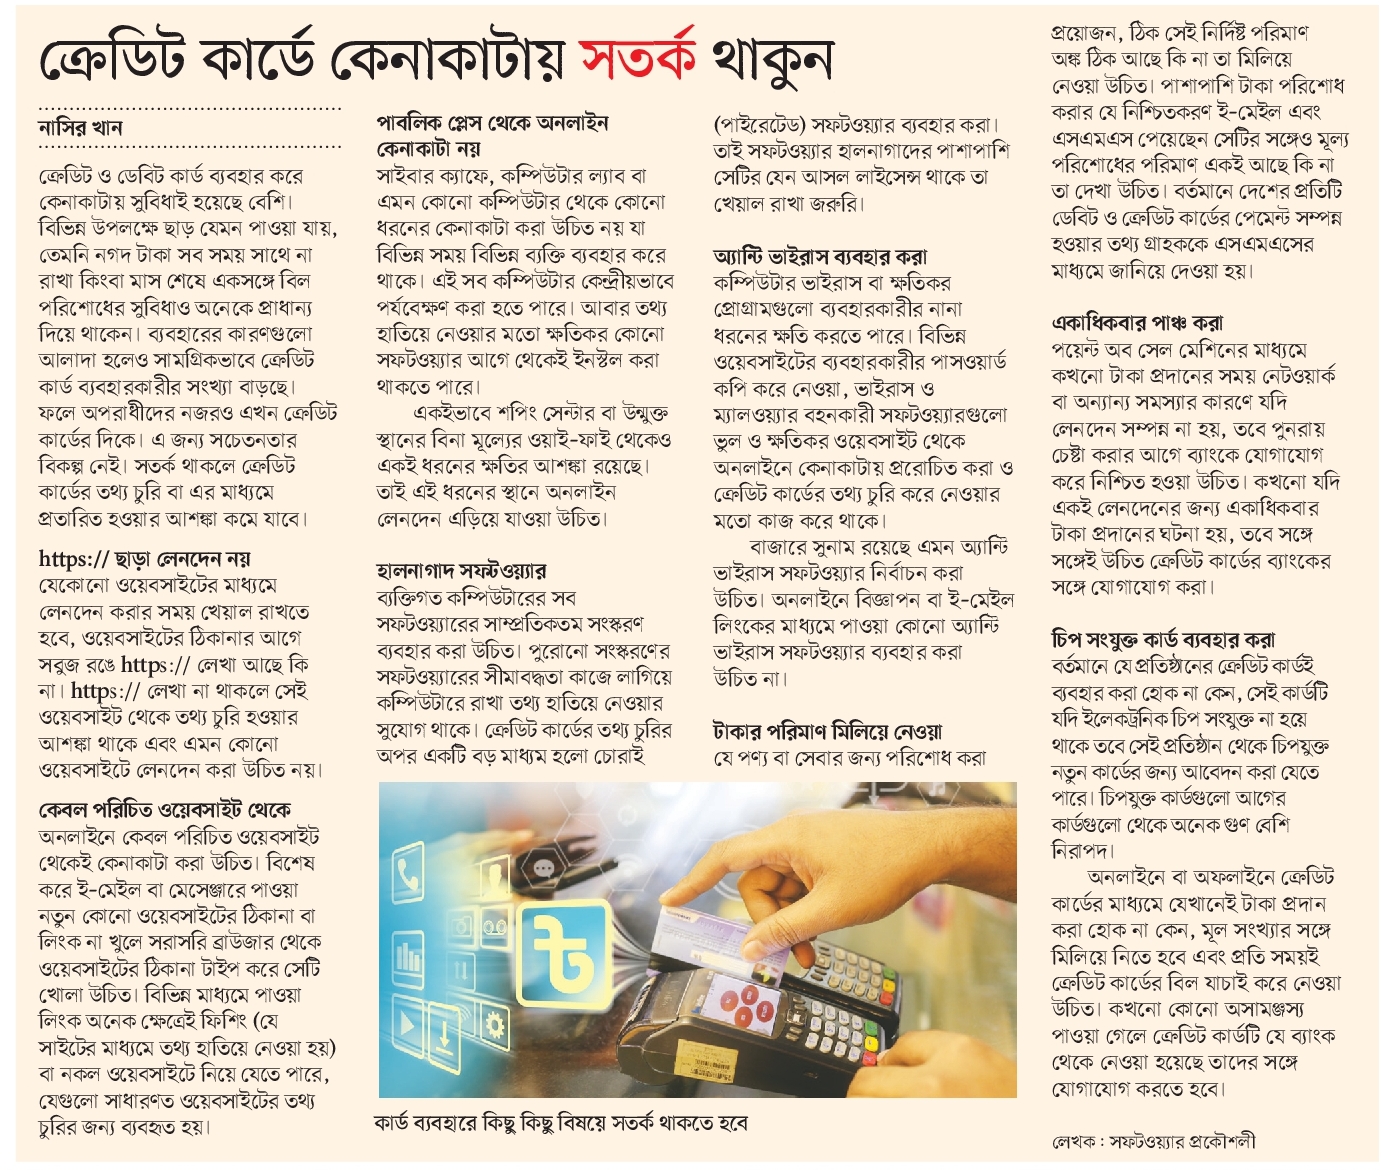 ক্রেডিট কার্ডে কেনাকাটায় সতর্ক থাকুন
নাসির খান
ক্রেডিট ও ডেবিট কার্ড ব্যবহার করে
কেনাকাটায় সুবিধাই হয়েছে বেশি।
বিভিন্ন উপলক্ষে ছাড় যেমন পাওয়া যায়,
তেমনি নগদ টাকা সব সময় সাথে না
রাখা কিংবা মাস শেষে একসঙ্গে বিল
পরিশোধের সুবিধাও অনেকে প্রাধান্য
দিয়ে থাকেন। ব্যবহারের কারণগুলো
আলাদা হলেও সামগ্রিকভাবে ক্রেডিট
কার্ড ব্যবহারকারীর সংখ্যা বাড়ছে।
ফলে অপরাধীদের নজরও এখন ক্রেডিট
কার্ডের দিকে। এ জন্য সচেতনতার
বিকল্প নেই। সতর্ক থাকলে ক্রেডিট
কার্ডের তথ্য চুরি বা এর মাধ্যমে
প্রতারিত হওয়ার আশঙ্কা কমে যাবে।
https:// ছাড়া লেনদেন নয়
যেকোনো ওয়েবসাইটের মাধ্যমে
লেনদেন করার সময় খেয়াল রাখতে
হবে, ওয়েবসাইটের ঠিকানার আগে
সবুজ রঙে https:// লেখা আছে কি
না। https:// লেখা না থাকলে সেই
ওয়েবসাইট থেকে তথ্য চুরি হওয়ার
আশঙ্কা থাকে এবং এমন কোনো
ওয়েবসাইটে লেনদেন করা উচিত নয়।
কেবল পরিচিত ওয়েবসাইট থেকে
অনলাইনে কেবল পরিচিত ওয়েবসাইট
থেকেই কেনাকাটা করা উচিত। বিশেষ
করে ই-মেইল বা মেসেঞ্জারে পাওয়া
নতুন কোনো ওয়েবসাইটের ঠিকানা বা
লিংক না খুলে সরাসরি ব্রাউজার থেকে
ওয়েবসাইটের ঠিকানা টাইপ করে সেটি
খোলা উচিত। বিভিন্ন মাধ্যমে পাওয়া
লিংক অনেক ক্ষেত্রেই ফিশিং (যে
সাইটের মাধ্যমে তথ্য হাতিয়ে নেওয়া হয়)
বা নকল ওয়েবসাইটে নিয়ে যেতে পারে,
যেগুলো সাধারণত ওয়েবসাইটের তথ্য
চুরির জন্য ব্যবহৃত হয়।
পাবলিক প্লেস থেকে অনলাইন
কেনাকাটা নয়
সাইবার ক্যাফে, কম্পিউটার ল্যাব বা
এমন কোনো কম্পিউটার থেকে কোনো
ধরনের কেনাকাটা করা উচিত নয় যা
বিভিন্ন সময় বিভিন্ন ব্যক্তি ব্যবহার করে
থাকে। এই সব কম্পিউটার কেন্দ্রীয়ভাবে
পর্যবেক্ষণ করা হতে পারে। আবার তথ্য
হাতিয়ে নেওয়ার মতো ক্ষতিকর কোনো
সফটওয়্যার আগে থেকেই ইনস্টল করা
থাকতে পারে।
একইভাবে শপিং সেন্টার বা উন্মুক্ত
স্থানের বিনা মূল্যের ওয়াই-ফাই থেকেও
একই ধরনের ক্ষতির আশঙ্কা রয়েছে।
তাই এই ধরনের স্থানে অনলাইন
লেনদেন এড়িয়ে যাওয়া উচিত।
হালনাগাদ সফটওয়্যার
ব্যক্তিগত কম্পিউটারের সব
সফটওয়্যারের সাম্প্রতিকতম সংস্করণ
ব্যবহার করা উচিত। পুরোনো সংস্করণের
সফটওয়্যারের সীমাবদ্ধতা কাজে লাগিয়ে
কম্পিউটারে রাখা তথ্য হাতিয়ে নেওয়ার
সুযোগ থাকে। ক্রেডিট কার্ডের তথ্য চুরির
অপর একটি বড় মাধ্যম হলো চোরাই
(পাইরেটেড) সফটওয়্যার ব্যবহার করা।
তাই সফটওয়্যার হালনাগাদের পাশাপাশি
সেটির যেন আসল লাইসেন্স থাকে তা
খেয়াল রাখা জরুরি।
অ্যান্টি ভাইরাস ব্যবহার করা
কম্পিউটার ভাইরাস বা ক্ষতিকর
প্রোগ্রামগুলো ব্যবহারকারীর নানা
ধরনের ক্ষতি করতে পারে। বিভিন্ন
ওয়েবসাইটের ব্যবহারকারীর পাসওয়ার্ড
কপি করে নেওয়া, ভাইরাস ও
ম্যালওয়্যার বহনকারী সফটওয়্যারগুলো
ভুল ও ক্ষতিকর ওয়েবসাইট থেকে
অনলাইনে কেনাকাটায় প্ররোচিত করা ও
ক্রেডিট কার্ডের তথ্য চুরি করে নেওয়ার
মতো কাজ করে থাকে।
বাজারে সুনাম রয়েছে এমন অ্যান্টি
ভাইরাস সফটওয়্যার নির্বাচন করা
উচিত। অনলাইনে বিজ্ঞাপন বা ই-মেইল
লিংকের মাধ্যমে পাওয়া কোনো অ্যান্টি
ভাইরাস সফটওয়্যার ব্যবহার করা
উচিত না।
টাকার পরিমাণ মিলিয়ে নেওয়া
যে পণ্য বা সেবার জন্য পরিশোধ করা
কার্ড ব্যবহারে কিছু কিছু বিষয়ে সতর্ক থাকতে হবে
প্রয়োজন, ঠিক সেই নির্দিষ্ট পরিমাণ
অঙ্ক ঠিক আছে কি না তা মিলিয়ে
নেওয়া উচিত। পাশাপাশি টাকা পরিশোধ
করার যে নিশ্চিতকরণ ই-মেইল এবং
এসএমএস পেয়েছেন সেটির সঙ্গেও মূল্য
পরিশোধের পরিমাণ একই আছে কি না
তা দেখা উচিত। বর্তমানে দেশের প্রতিটি
ডেবিট ও ক্রেডিট কার্ডের পেমেন্ট সম্পন্ন
হওয়ার তথ্য গ্রাহককে এসএমএসের
মাধ্যমে জানিয়ে দেওয়া হয়।
একাধিকবার পাঞ্চ করা
পয়েন্ট অব সেল মেশিনের মাধ্যমে
কখনো টাকা প্রদানের সময় নেটওয়ার্ক
বা অন্যান্য সমস্যার কারণে যদি
লেনদেন সম্পন্ন না হয়, তবে পুনরায়
চেষ্টা করার আগে ব্যাংকে যোগাযোগ
করে নিশ্চিত হওয়া উচিত। কখনো যদি
একই লেনদেনের জন্য একাধিকবার
টাকা প্রদানের ঘটনা হয়, তবে সঙ্গে
সঙ্গেই উচিত ক্রেডিট কার্ডের ব্যাংকের
সঙ্গে যোগাযোগ করা।
চিপ সংযুক্ত কার্ড ব্যবহার করা
বর্তমানে যে প্রতিষ্ঠানের ক্রেডিট কার্ডই
ব্যবহার করা হোক না কেন, সেই কার্ডটি
যদি ইলেকট্রনিক চিপ সংযুক্ত না হয়ে
থাকে তবে সেই প্রতিষ্ঠান থেকে চিপযুক্ত
নতুন কার্ডের জন্য আবেদন করা যেতে
পারে। চিপযুক্ত কার্ডগুলো আগের
কার্ডগুলো থেকে অনেক গুণ বেশি
নিরাপদ।
অনলাইনে বা অফলাইনে ক্রেডিট
কার্ডের মাধ্যমে যেখানেই টাকা প্রদান
করা হোক না কেন, মূল সংখ্যার সঙ্গে
মিলিয়ে নিতে হবে এবং প্রতি সময়ই
ক্রেডিট কার্ডের বিল যাচাই করে নেওয়া
উচিত। কখনো কোনো অসামঞ্জস্য
পাওয়া গেলে ক্রেডিট কার্ডটি যে ব্যাংক
থেকে নেওয়া হয়েছে তাদের সঙ্গে
যোগাযোগ করতে হবে।
লেখক : সফটওয়্যার প্রকৌশলী